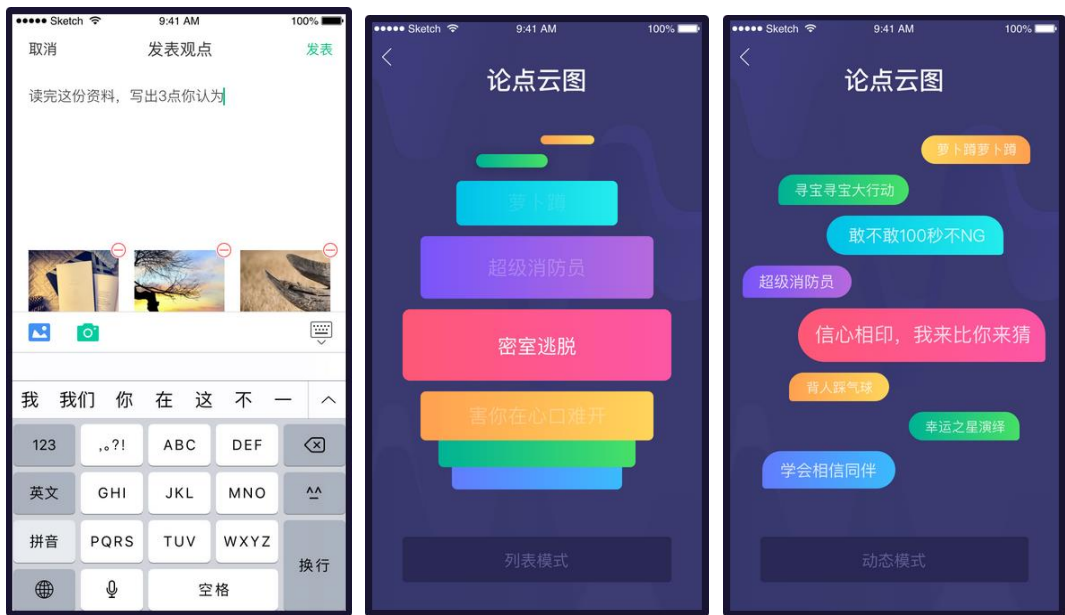 Sketch 9:41 AM 100%
取消 发表观点 发表
读完这份资料，写出3点你认为
我 我们 你 在 这 不 一
123 ,。?! ABC DEF
英文 GHI JKL MNO ^^
拼音 PQRS TUV WXYZ
换行
空格
Sketch 9:41 AM 100%
论点云图
萝卜蹲
超级消防员
密室逃脱
害你在心口难开
列表模式
Sketch 9:41 AM 100%
论点云图
萝卜蹲萝卜蹲
寻宝寻宝大行动
敢不敢100秒不NG
超级消防员
信心相印，我来比你来猜
背人踩气球
幸运之星演绎
学会相信同伴
动态模式